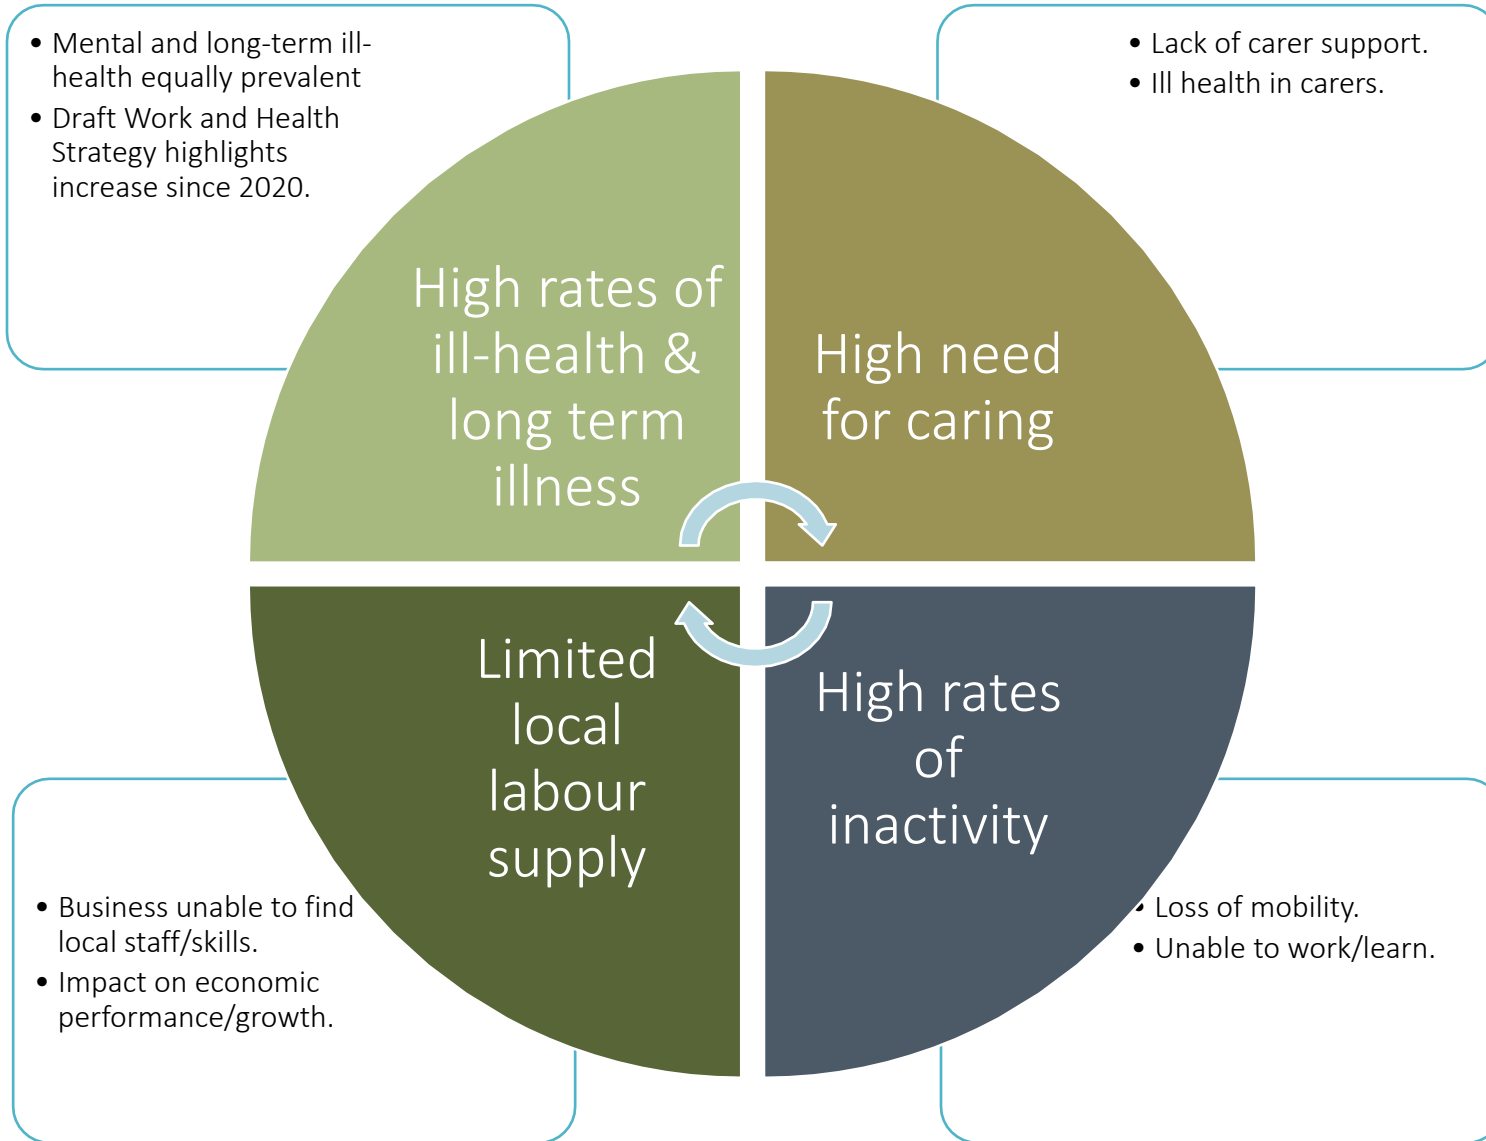 • Mental and long-term ill-
health equally prevalent
• Draft Work and Health
Strategy highlights
increase since 2020.
• Lack of carer support.
• Ill health in carers.
High rates of
ill-health &
long term
illness
High need
for caring
Limited
local
labour
supply
High rates
of
inactivity
• Business unable to find
local staff/skills.
• Impact on economic
performance/growth.
• Loss of mobility.
• Unable to work/learn.